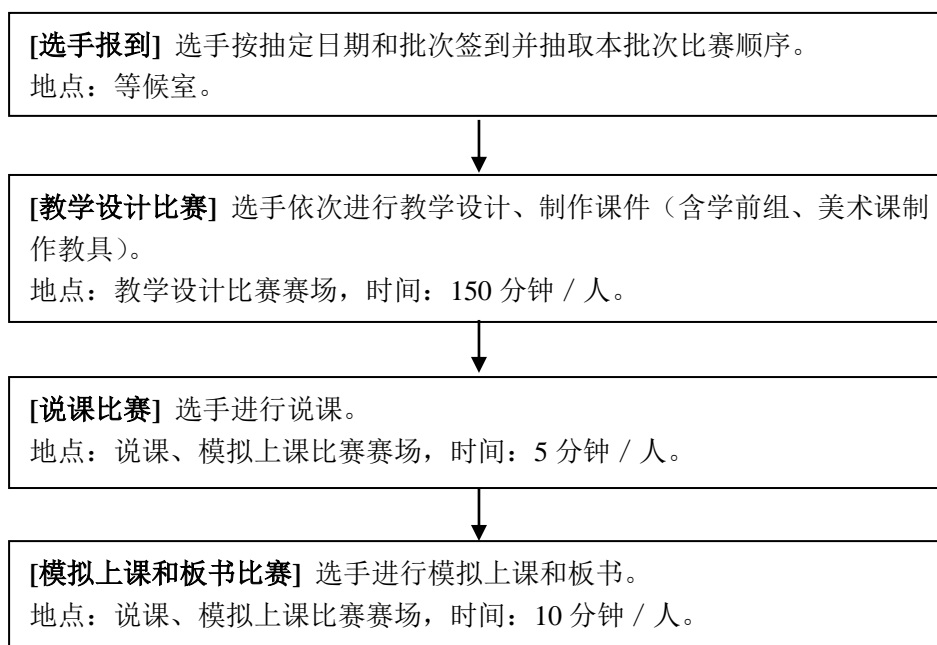 [选手报到] 选手按抽定日期和批次签到并抽取本批次比赛顺序。
地点：等候室。
[教学设计比赛] 选手依次进行教学设计、制作课件（含学前组、美术课制
作教具）。
地点：教学设计比赛赛场，时间：150 分钟 / 人。
[说课比赛] 选手进行说课。
地点：说课、模拟上课比赛赛场，时间：5 分钟 / 人。
[模拟上课和板书比赛] 选手进行模拟上课和板书。
地点：说课、模拟上课比赛赛场，时间：10 分钟 / 人。